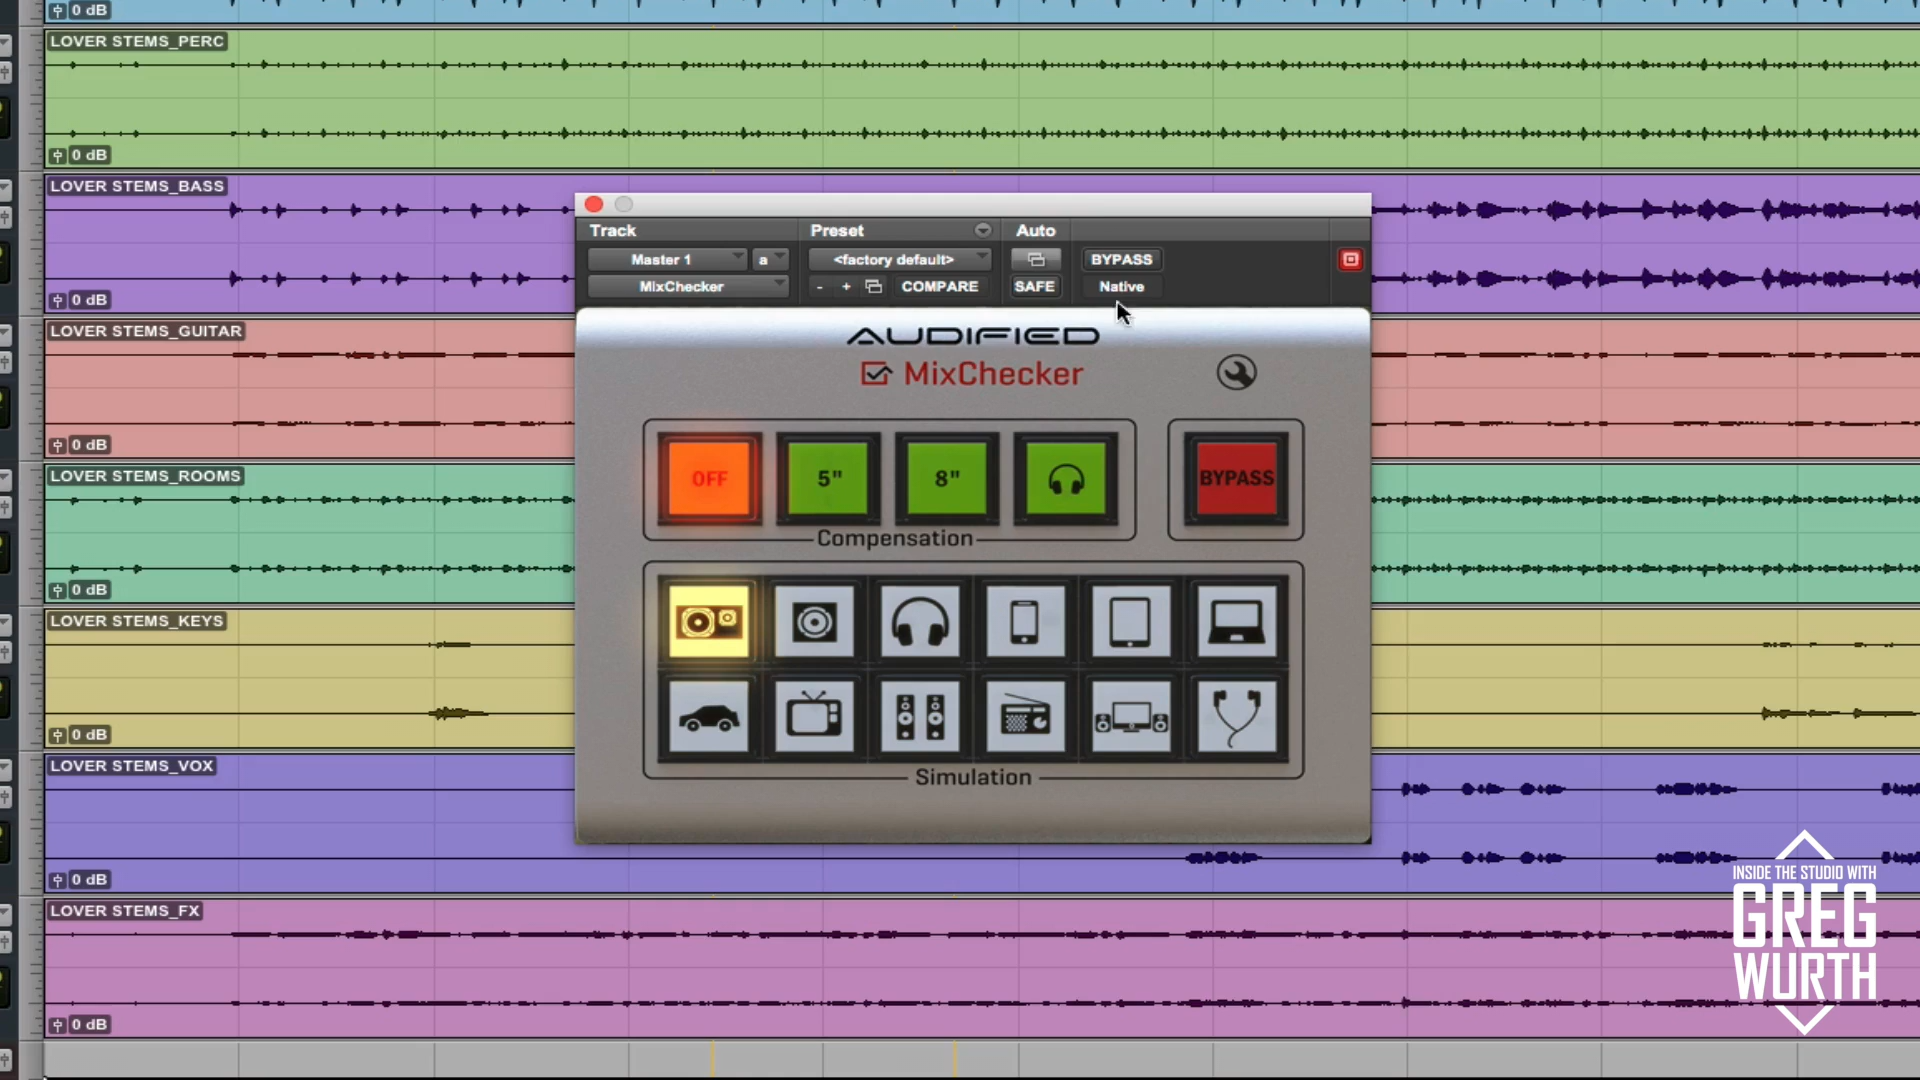 0 dB
LOVER STEMS_PERC
0 dB
LOVER STEMS_BASS
0 dB
LOVER STEMS_GUITAR
0 dB
LOVER STEMS_ROOMS
0 dB
LOVER STEMS_KEYS
0 dB
LOVER STEMS_VOX
0 dB
LOVER STEMS_FX
0 dB
Track Preset Auto
Master 1 a <factory default> BYPASS
MixChecker - + COMPARE SAFE Native
AUDIFIED
MixChecker
OFF 5" 8" BYPASS
Compensation
Simulation
INSIDE THE STUDIO WITH
GREG
WURTH